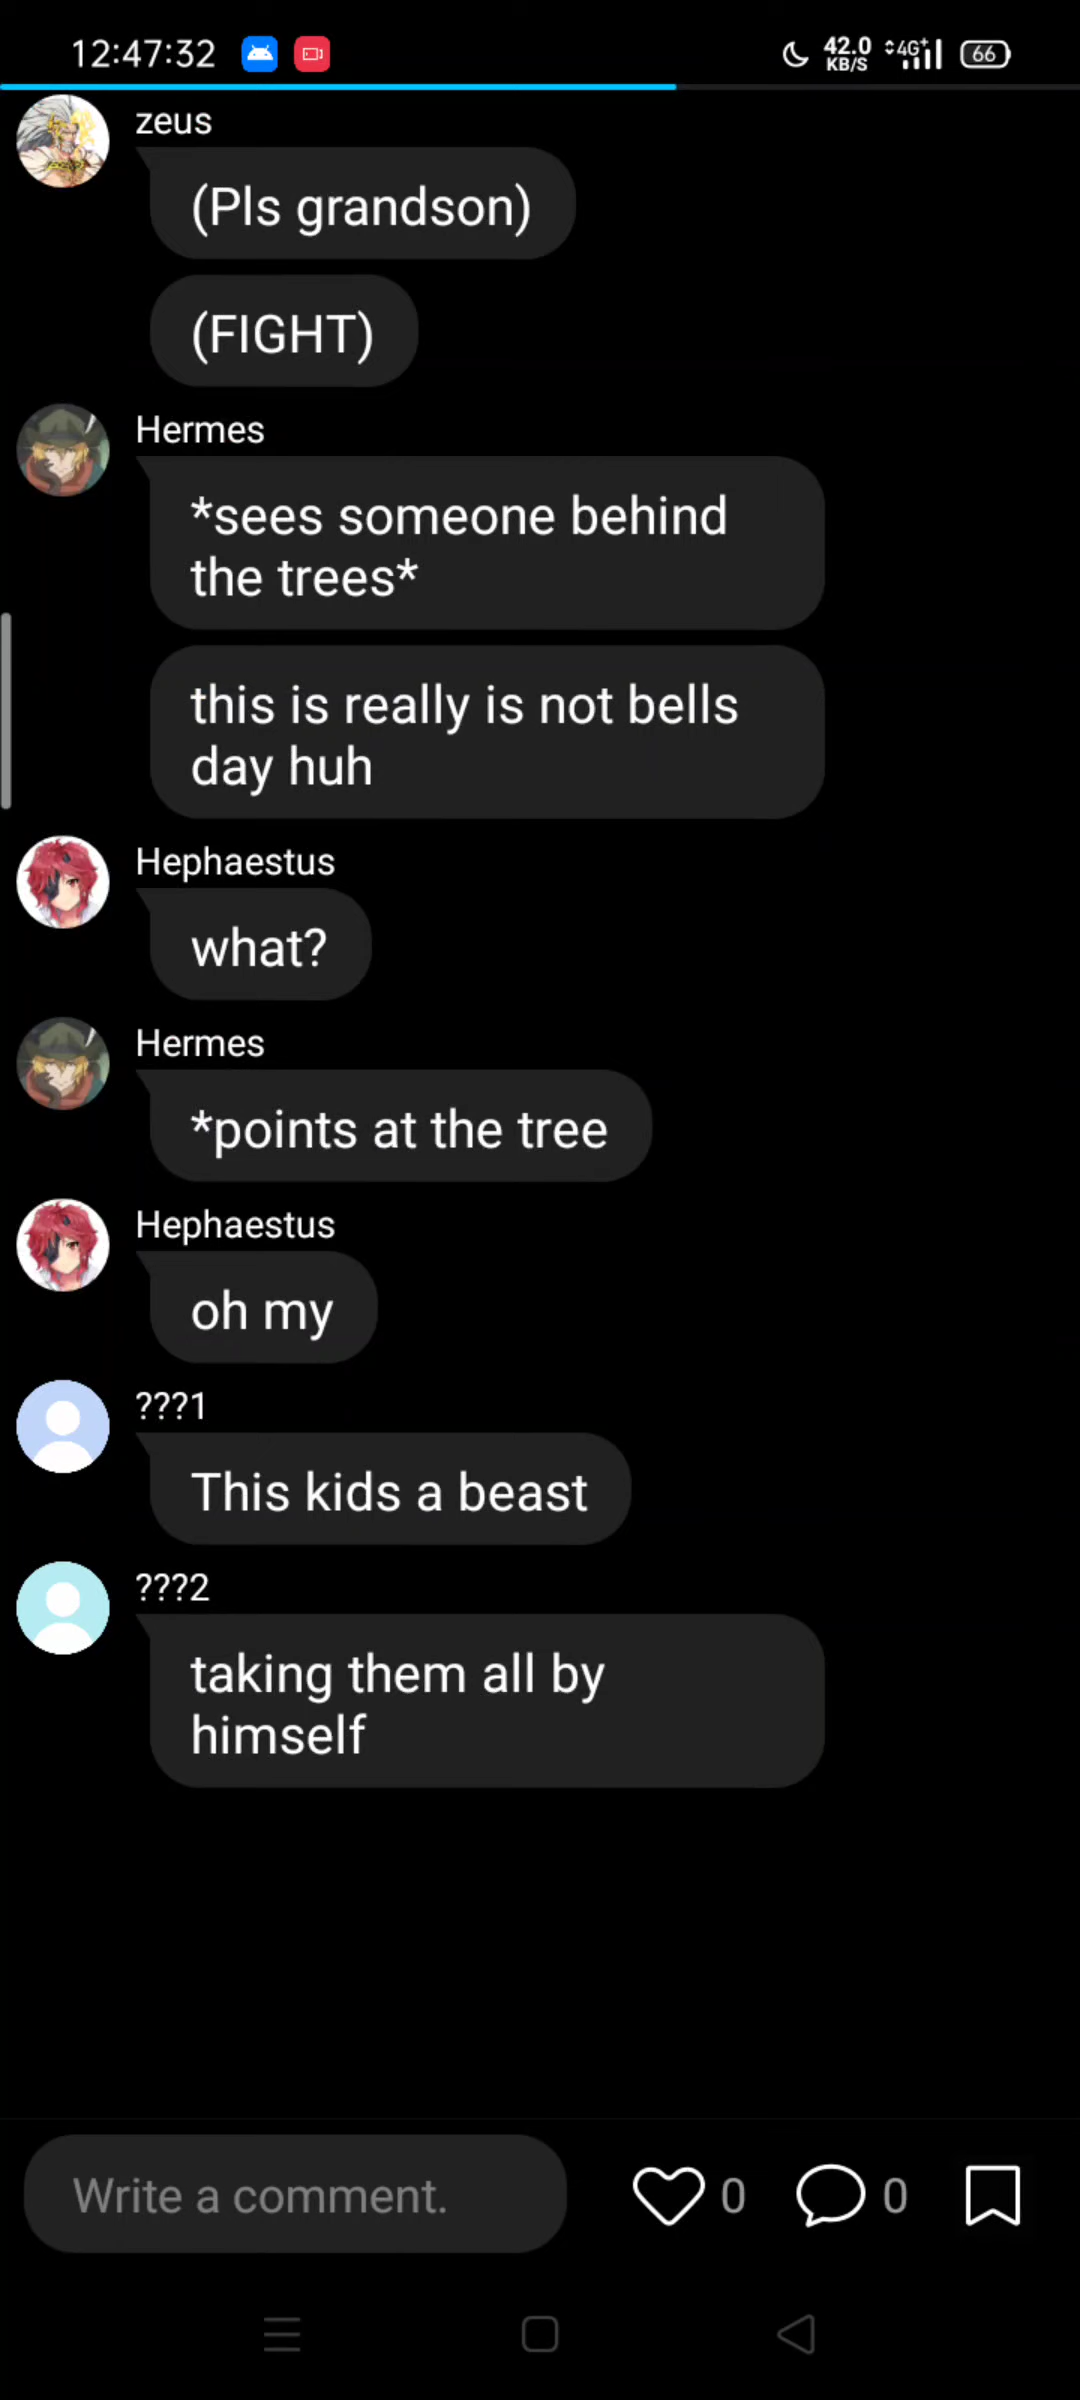 12:47:32
42.0
KB/S
4G+
66
zeus
(Pls grandson)
(FIGHT)
Hermes
*sees someone behind
the trees*
this is really is not bells
day huh
Hephaestus
what?
Hermes
*points at the tree
Hephaestus
oh my
???1
This kids a beast
???2
taking them all by
himself
Write a comment.
0
0